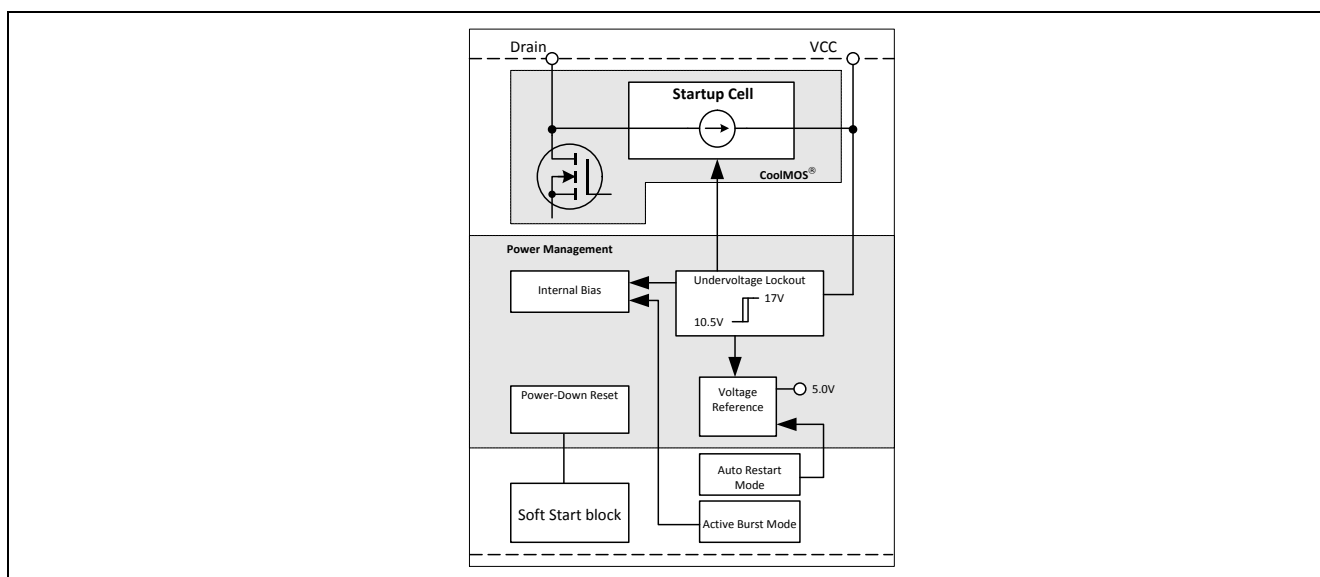 Drain
VCC
Startup Cell
CoolMOS®
Power Management
Undervoltage Lockout
Internal Bias
17V
10.5V
Power-Down Reset
Voltage
Reference
5.0V
Auto Restart
Mode
Soft Start block
Active Burst Mode